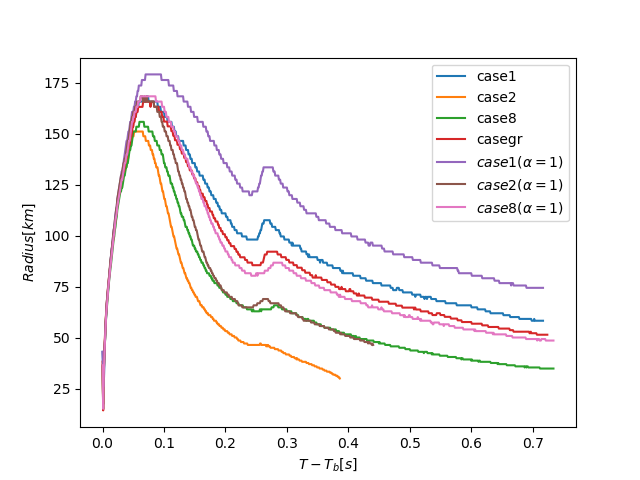 case1
case2
case8
casegr
case1(α = 1)
case2(α = 1)
case8(α = 1)
175
150
125
100
75
50
25
Radius[km]
0.0 0.1 0.2 0.3 0.4 0.5 0.6 0.7
T − T_b[s]